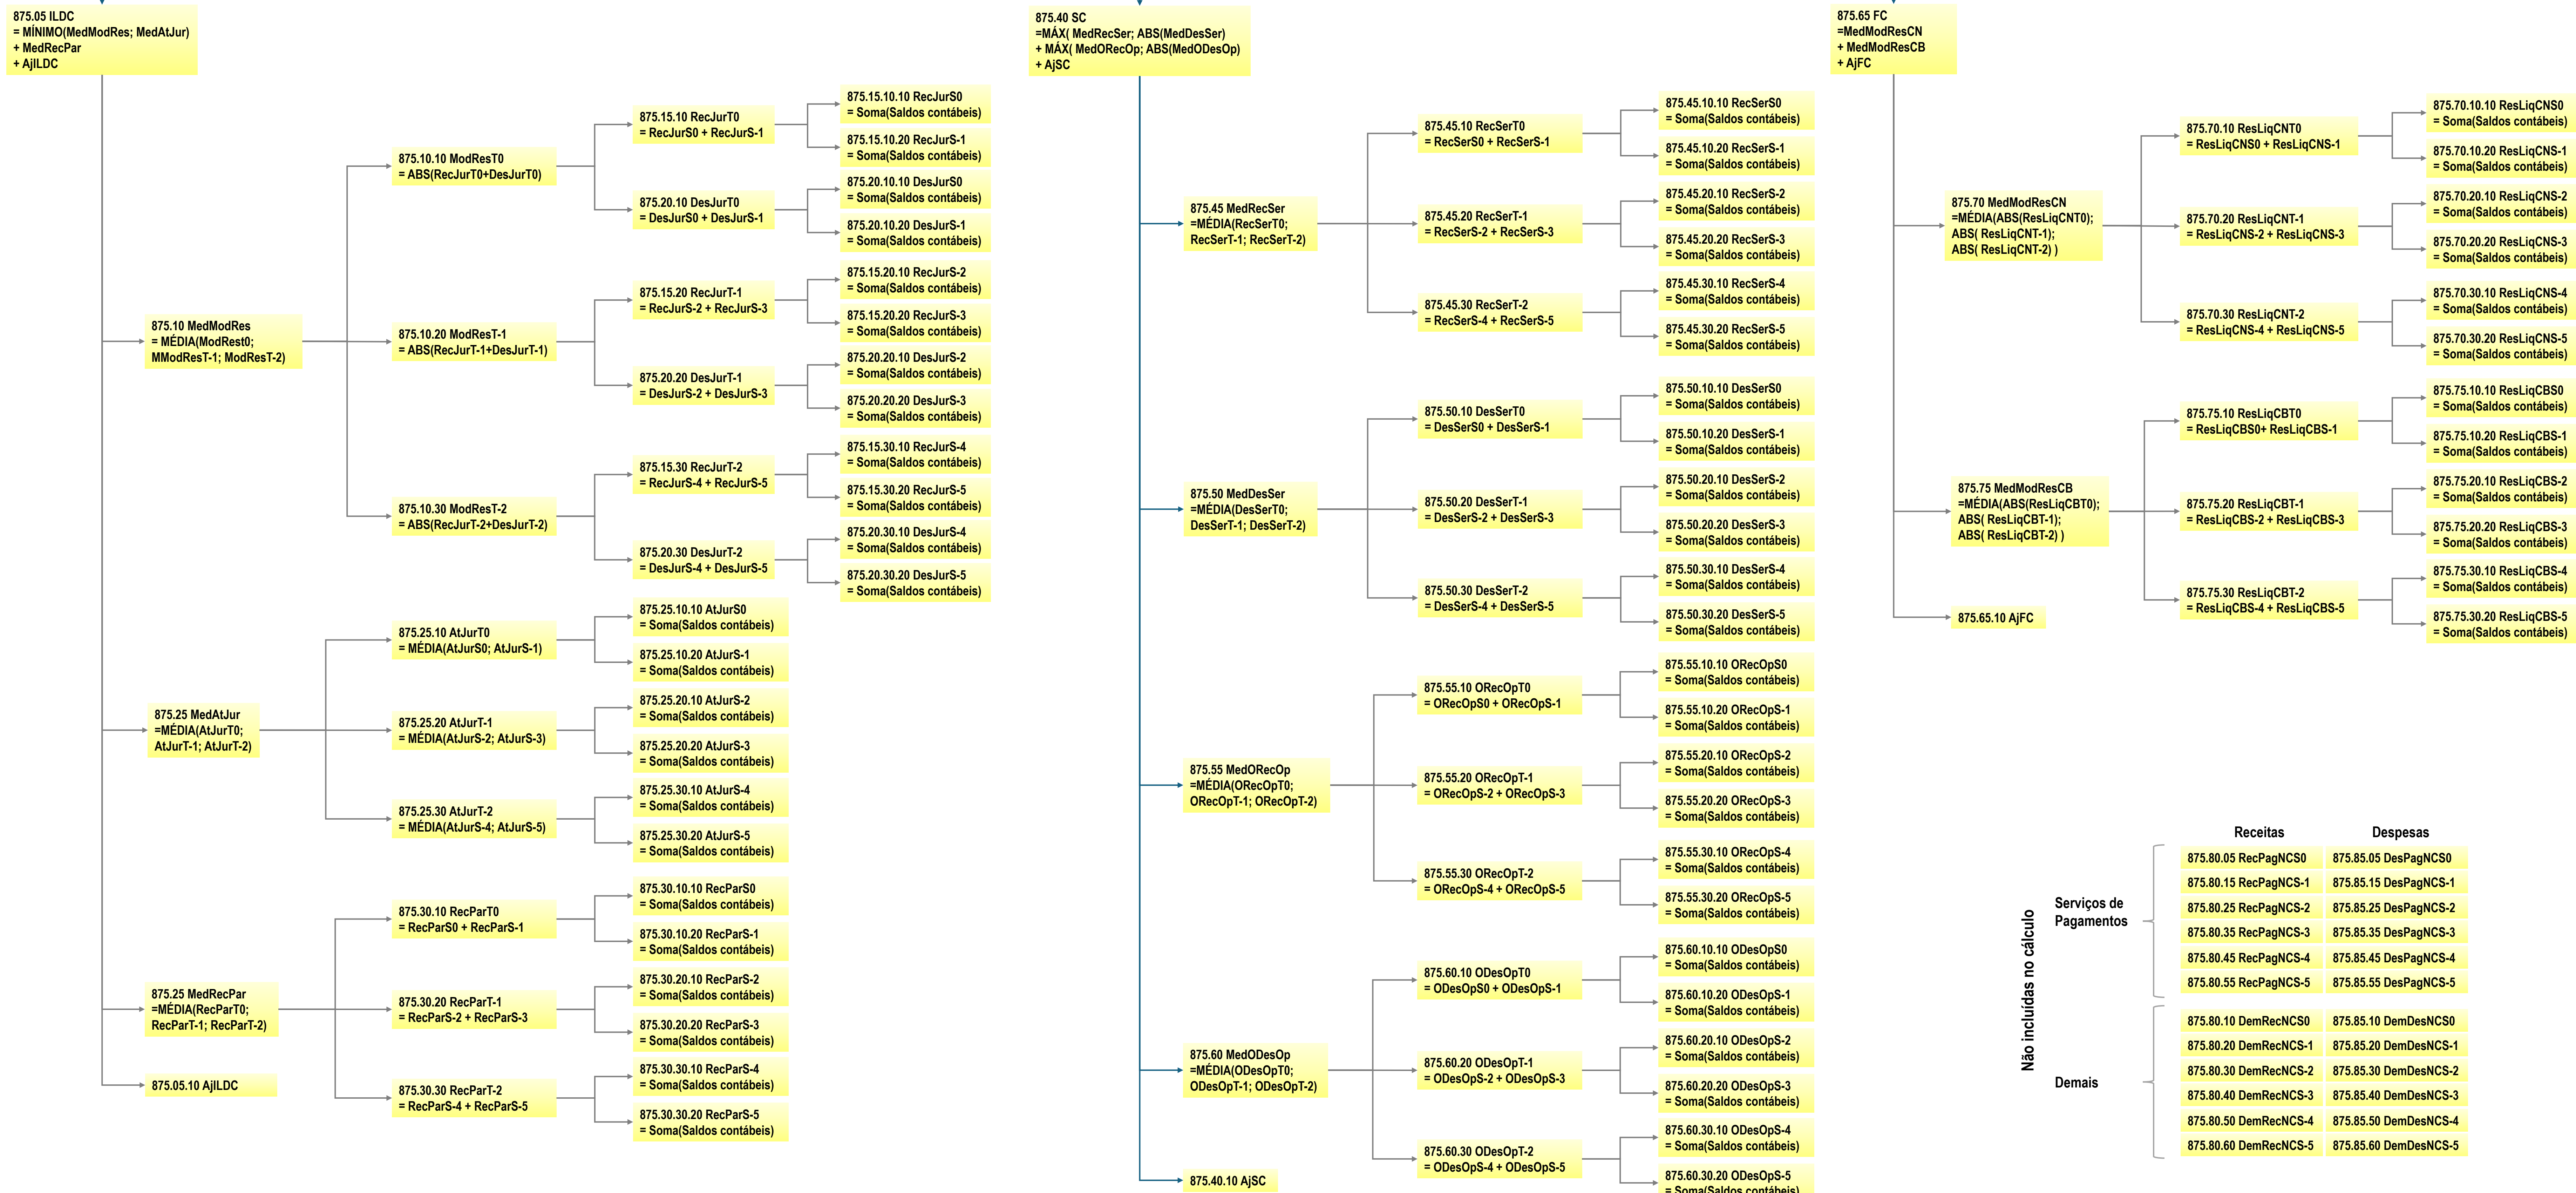 875.05 ILDC
= MÍNIMO(MedModRes; MedAtJur)
+ MedRecPar
+ AjILDC
875.10 MedModRes
= MÉDIA(ModRest0;
MModResT-1; ModResT-2)
875.10.10 ModResT0
= ABS(RecJurT0+DesJurT0)
875.15.10 RecJurT0
= RecJurS0 + RecJurS-1
875.15.10.10 RecJurS0
= Soma(Saldos contábeis)
875.15.10.20 RecJurS-1
= Soma(Saldos contábeis)
875.20.10 DesJurT0
= DesJurS0 + DesJurS-1
875.20.10.10 DesJurS0
= Soma(Saldos contábeis)
875.20.10.20 DesJurS-1
= Soma(Saldos contábeis)
875.10.20 ModResT-1
= ABS(RecJurT-1+DesJurT-1)
875.15.20 RecJurT-1
= RecJurS-2 + RecJurS-3
875.15.20.10 RecJurS-2
= Soma(Saldos contábeis)
875.15.20.20 RecJurS-3
= Soma(Saldos contábeis)
875.20.20 DesJurT-1
= DesJurS-2 + DesJurS-3
875.20.20.10 DesJurS-2
= Soma(Saldos contábeis)
875.20.20.20 DesJurS-3
= Soma(Saldos contábeis)
875.10.30 ModResT-2
= ABS(RecJurT-2+DesJurT-2)
875.15.30 RecJurT-2
= RecJurS-4 + RecJurS-5
875.15.30.10 RecJurS-4
= Soma(Saldos contábeis)
875.15.30.20 RecJurS-5
= Soma(Saldos contábeis)
875.20.30 DesJurT-2
= DesJurS-4 + DesJurS-5
875.20.30.10 DesJurS-4
= Soma(Saldos contábeis)
875.20.30.20 DesJurS-5
= Soma(Saldos contábeis)
875.25 MedAtJur
=MÉDIA(AtJurT0;
AtJurT-1; AtJurT-2)
875.25.10 AtJurT0
= MÉDIA(AtJurS0; AtJurS-1)
875.25.10.10 AtJurS0
= Soma(Saldos contábeis)
875.25.10.20 AtJurS-1
= Soma(Saldos contábeis)
875.25.20 AtJurT-1
= MÉDIA(AtJurS-2; AtJurS-3)
875.25.20.10 AtJurS-2
= Soma(Saldos contábeis)
875.25.20.20 AtJurS-3
= Soma(Saldos contábeis)
875.25.30 AtJurT-2
= MÉDIA(AtJurS-4; AtJurS-5)
875.25.30.10 AtJurS-4
= Soma(Saldos contábeis)
875.25.30.20 AtJurS-5
= Soma(Saldos contábeis)
875.25 MedRecPar
=MÉDIA(RecParT0;
RecParT-1; RecParT-2)
875.30.10 RecParT0
= RecParS0 + RecParS-1
875.30.10.10 RecParS0
= Soma(Saldos contábeis)
875.30.10.20 RecParS-1
= Soma(Saldos contábeis)
875.30.20 RecParT-1
= RecParS-2 + RecParS-3
875.30.20.10 RecParS-2
= Soma(Saldos contábeis)
875.30.20.20 RecParS-3
= Soma(Saldos contábeis)
875.30.30 RecParT-2
= RecParS-4 + RecParS-5
875.30.30.10 RecParS-4
= Soma(Saldos contábeis)
875.30.30.20 RecParS-5
= Soma(Saldos contábeis)
875.05.10 AjILDC
875.40 SC
=MÁX( MedRecSer; ABS(MedDesSer)
+ MÁX( MedORecOp; ABS(MedODesOp)
+ AjSC
875.45 MedRecSer
=MÉDIA(RecSerT0;
RecSerT-1; RecSerT-2)
875.45.10 RecSerT0
= RecSerS0 + RecSerS-1
875.45.10.10 RecSerS0
= Soma(Saldos contábeis)
875.45.10.20 RecSerS-1
= Soma(Saldos contábeis)
875.45.20 RecSerT-1
= RecSerS-2 + RecSerS-3
875.45.20.10 RecSerS-2
= Soma(Saldos contábeis)
875.45.20.20 RecSerS-3
= Soma(Saldos contábeis)
875.45.30 RecSerT-2
= RecSerS-4 + RecSerS-5
875.45.30.10 RecSerS-4
= Soma(Saldos contábeis)
875.45.30.20 RecSerS-5
= Soma(Saldos contábeis)
875.50 MedDesSer
=MÉDIA(DesSerT0;
DesSerT-1; DesSerT-2)
875.50.10 DesSerT0
= DesSerS0 + DesSerS-1
875.50.10.10 DesSerS0
= Soma(Saldos contábeis)
875.50.10.20 DesSerS-1
= Soma(Saldos contábeis)
875.50.20 DesSerT-1
= DesSerS-2 + DesSerS-3
875.50.20.10 DesSerS-2
= Soma(Saldos contábeis)
875.50.20.20 DesSerS-3
= Soma(Saldos contábeis)
875.50.30 DesSerT-2
= DesSerS-4 + DesSerS-5
875.50.30.10 DesSerS-4
= Soma(Saldos contábeis)
875.50.30.20 DesSerS-5
= Soma(Saldos contábeis)
875.55 MedORecOp
=MÉDIA(ORecOpT0;
ORecOpT-1; ORecOpT-2)
875.55.10 ORecOpT0
= ORecOpS0 + ORecOpS-1
875.55.10.10 ORecOpS0
= Soma(Saldos contábeis)
875.55.10.20 ORecOpS-1
= Soma(Saldos contábeis)
875.55.20 ORecOpT-1
= ORecOpS-2 + ORecOpS-3
875.55.20.10 ORecOpS-2
= Soma(Saldos contábeis)
875.55.20.20 ORecOpS-3
= Soma(Saldos contábeis)
875.55.30 ORecOpT-2
= ORecOpS-4 + ORecOpS-5
875.55.30.10 ORecOpS-4
= Soma(Saldos contábeis)
875.55.30.20 ORecOpS-5
= Soma(Saldos contábeis)
875.60 MedODesOp
=MÉDIA(ODesOpT0;
ODesOpT-1; ODesOpT-2)
875.60.10 ODesOpT0
= ODesOpS0 + ODesOpS-1
875.60.10.10 ODesOpS0
= Soma(Saldos contábeis)
875.60.10.20 ODesOpS-1
= Soma(Saldos contábeis)
875.60.20 ODesOpT-1
= ODesOpS-2 + ODesOpS-3
875.60.20.10 ODesOpS-2
= Soma(Saldos contábeis)
875.60.20.20 ODesOpS-3
= Soma(Saldos contábeis)
875.60.30 ODesOpT-2
= ODesOpS-4 + ODesOpS-5
875.60.30.10 ODesOpS-4
= Soma(Saldos contábeis)
875.60.30.20 ODesOpS-5
= Soma(Saldos contábeis)
875.40.10 AjSC
875.65 FC
=MedModResCN
+ MedModResCB
+ AjFC
875.70 MedModResCN
=MÉDIA(ABS(ResLiqCNT0);
ABS( ResLiqCNT-1);
ABS( ResLiqCNT-2) )
875.70.10 ResLiqCNT0
= ResLiqCNS0 + ResLiqCNS-1
875.70.10.10 ResLiqCNS0
= Soma(Saldos contábeis)
875.70.10.20 ResLiqCNS-1
= Soma(Saldos contábeis)
875.70.20 ResLiqCNT-1
= ResLiqCNS-2 + ResLiqCNS-3
875.70.20.10 ResLiqCNS-2
= Soma(Saldos contábeis)
875.70.20.20 ResLiqCNS-3
= Soma(Saldos contábeis)
875.70.30 ResLiqCNT-2
= ResLiqCNS-4 + ResLiqCNS-5
875.70.30.10 ResLiqCNS-4
= Soma(Saldos contábeis)
875.70.30.20 ResLiqCNS-5
= Soma(Saldos contábeis)
875.75 MedModResCB
=MÉDIA(ABS(ResLiqCBT0);
ABS( ResLiqCBT-1);
ABS( ResLiqCBT-2) )
875.75.10 ResLiqCBT0
= ResLiqCBS0+ ResLiqCBS-1
875.75.10.10 ResLiqCBS0
= Soma(Saldos contábeis)
875.75.10.20 ResLiqCBS-1
= Soma(Saldos contábeis)
875.75.20 ResLiqCBT-1
= ResLiqCBS-2 + ResLiqCBS-3
875.75.20.10 ResLiqCBS-2
= Soma(Saldos contábeis)
875.75.20.20 ResLiqCBS-3
= Soma(Saldos contábeis)
875.75.30 ResLiqCBT-2
= ResLiqCBS-4 + ResLiqCBS-5
875.75.30.10 ResLiqCBS-4
= Soma(Saldos contábeis)
875.75.30.20 ResLiqCBS-5
= Soma(Saldos contábeis)
875.65.10 AjFC
Não incluídas no cálculo
Receitas Despesas
Serviços de
Pagamentos
875.80.05 RecPagNCS0 875.85.05 DesPagNCS0
875.80.15 RecPagNCS-1 875.85.15 DesPagNCS-1
875.80.25 RecPagNCS-2 875.85.25 DesPagNCS-2
875.80.35 RecPagNCS-3 875.85.35 DesPagNCS-3
875.80.45 RecPagNCS-4 875.85.45 DesPagNCS-4
875.80.55 RecPagNCS-5 875.85.55 DesPagNCS-5
Demais
875.80.10 DemRecNCS0 875.85.10 DemDesNCS0
875.80.20 DemRecNCS-1 875.85.20 DemDesNCS-1
875.80.30 DemRecNCS-2 875.85.30 DemDesNCS-2
875.80.40 DemRecNCS-3 875.85.40 DemDesNCS-3
875.80.50 DemRecNCS-4 875.85.50 DemDesNCS-4
875.80.60 DemRecNCS-5 875.85.60 DemDesNCS-5